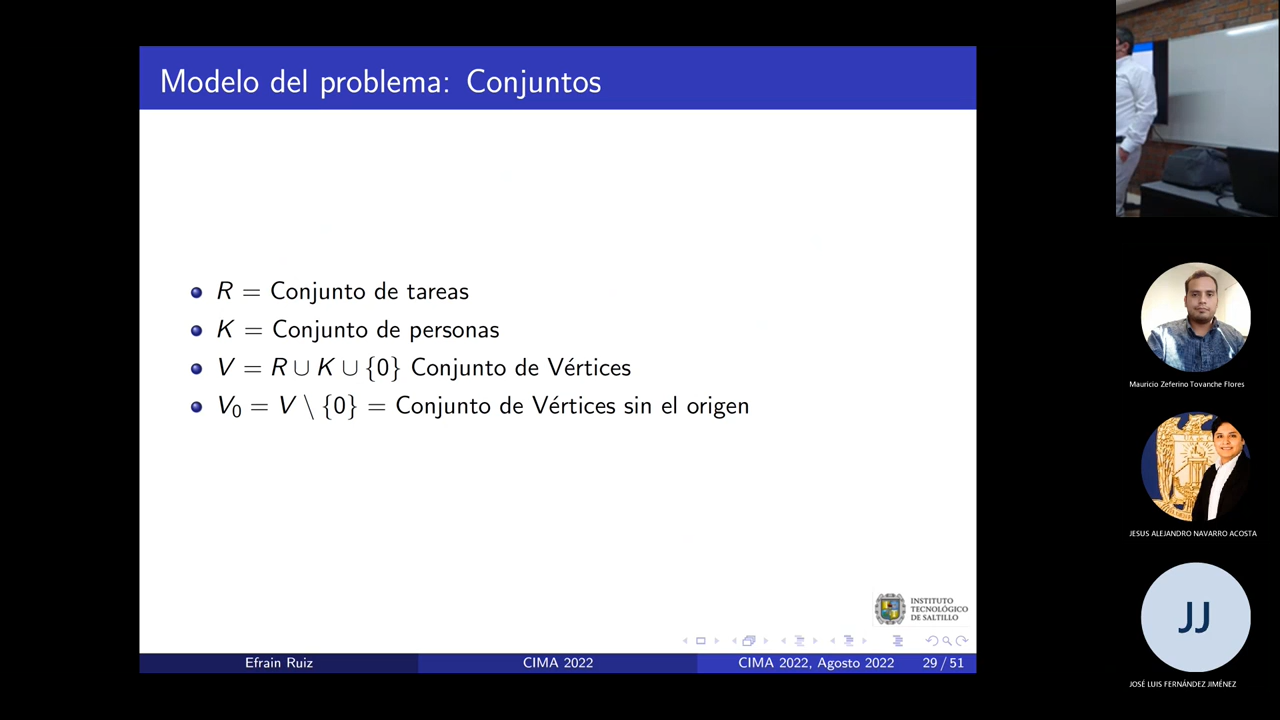 Modelo del problema: Conjuntos
R = Conjunto de tareas
K = Conjunto de personas
V = R ∪ K ∪ {0} Conjunto de Vértices
V₀ = V \ {0} = Conjunto de Vértices sin el origen
INSTITUTO
TECNOLÓGICO
DE SALTILLO
Efrain Ruiz
CIMA 2022
CIMA 2022, Agosto 2022
29 / 51
Mauricio Zeferino Tovanche Flores
JESUS ALEJANDRO NAVARRO ACOSTA
JJ
JOSÉ LUIS FERNÁNDEZ JIMÉNEZ